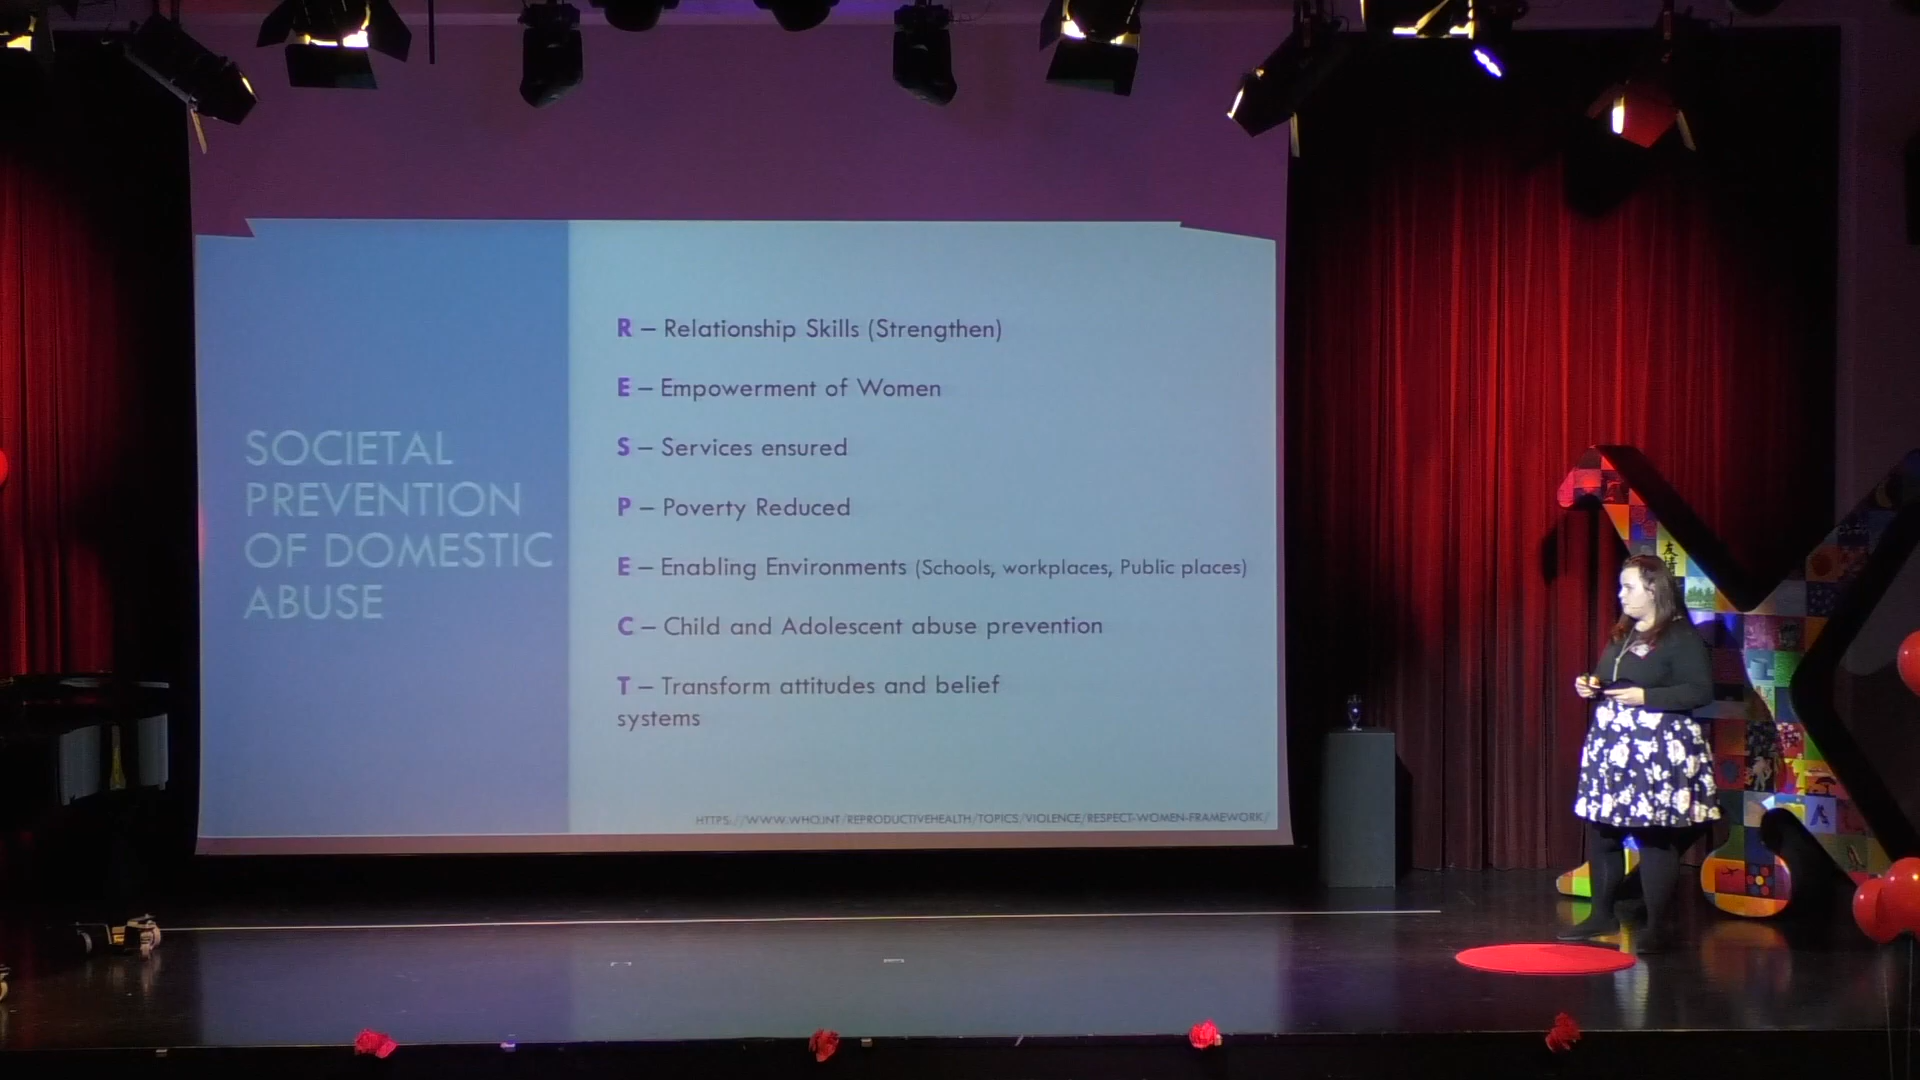 SOCIETAL
PREVENTION
OF DOMESTIC
ABUSE
R – Relationship Skills (Strengthen)
E – Empowerment of Women
S – Services ensured
P – Poverty Reduced
E – Enabling Environments (Schools, workplaces, Public places)
C – Child and Adolescent abuse prevention
T – Transform attitudes and belief
systems
HTTPS://WWW.WHO.INT/REPRODUCTIVEHEALTH/TOPICS/VIOLENCE/RESPECT-WOMEN-FRAMEWORK/
友
情